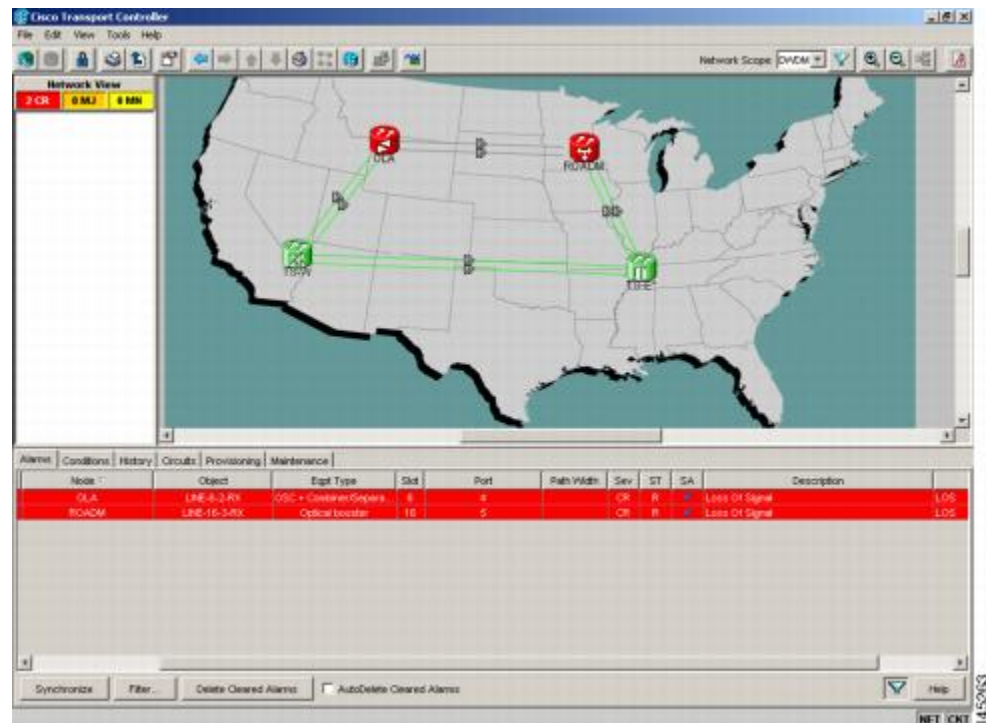 Cisco Transport Controller
File Edit View Tools Help
Network Scope DWDM
Network View
2 CR 0 MJ 0 MN
OLA
ROADM
Alarms Conditions History Circuits Provisioning Maintenance
Node Object Eqpt Type Slot Port Path Width Sev ST SA Description
OLA LINE-8-2-RX OSC + Combiner/Separa... 8 4 CR R Loss Of Signal LOS
ROADM LINE-16-3-RX Optical booster 16 5 CR R Loss Of Signal LOS
Synchronize Filter... Delete Cleared Alarms AutoDelete Cleared Alarms Help
NET CKT